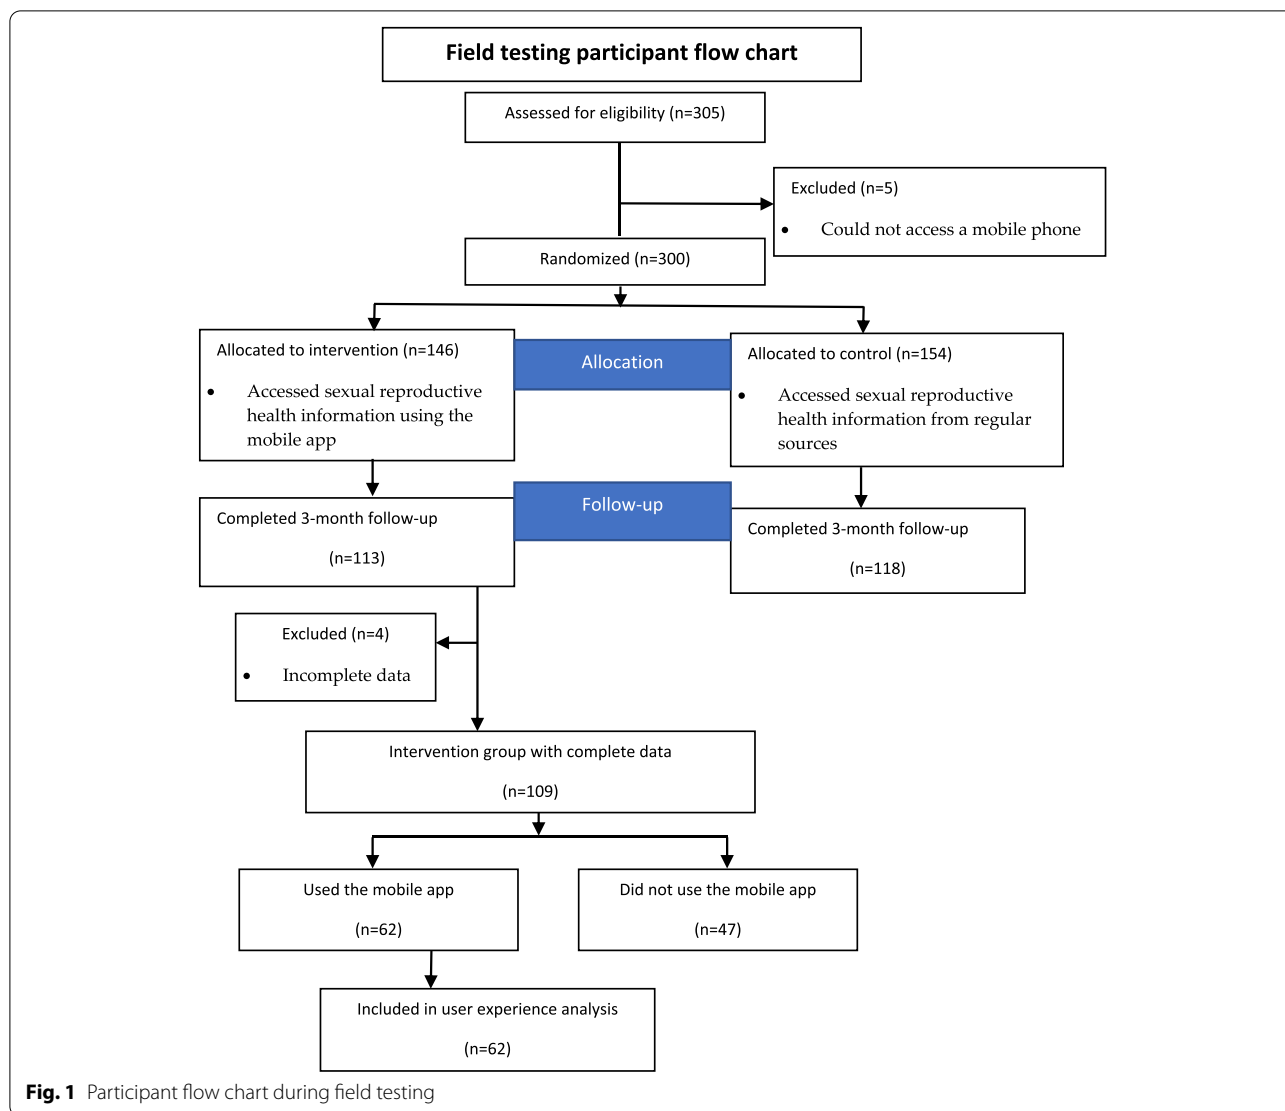 Field testing participant flow chart
Assessed for eligibility (n=305)
Excluded (n=5)
• Could not access a mobile phone
Randomized (n=300)
Allocated to intervention (n=146)
• Accessed sexual reproductive
health information using the
mobile app
Allocation
Allocated to control (n=154)
• Accessed sexual reproductive
health information from regular
sources
Completed 3-month follow-up
(n=113)
Follow-up
Completed 3-month follow-up
(n=118)
Excluded (n=4)
• Incomplete data
Intervention group with complete data
(n=109)
Used the mobile app
(n=62)
Did not use the mobile app
(n=47)
Included in user experience analysis
(n=62)
Fig. 1 Participant flow chart during field testing